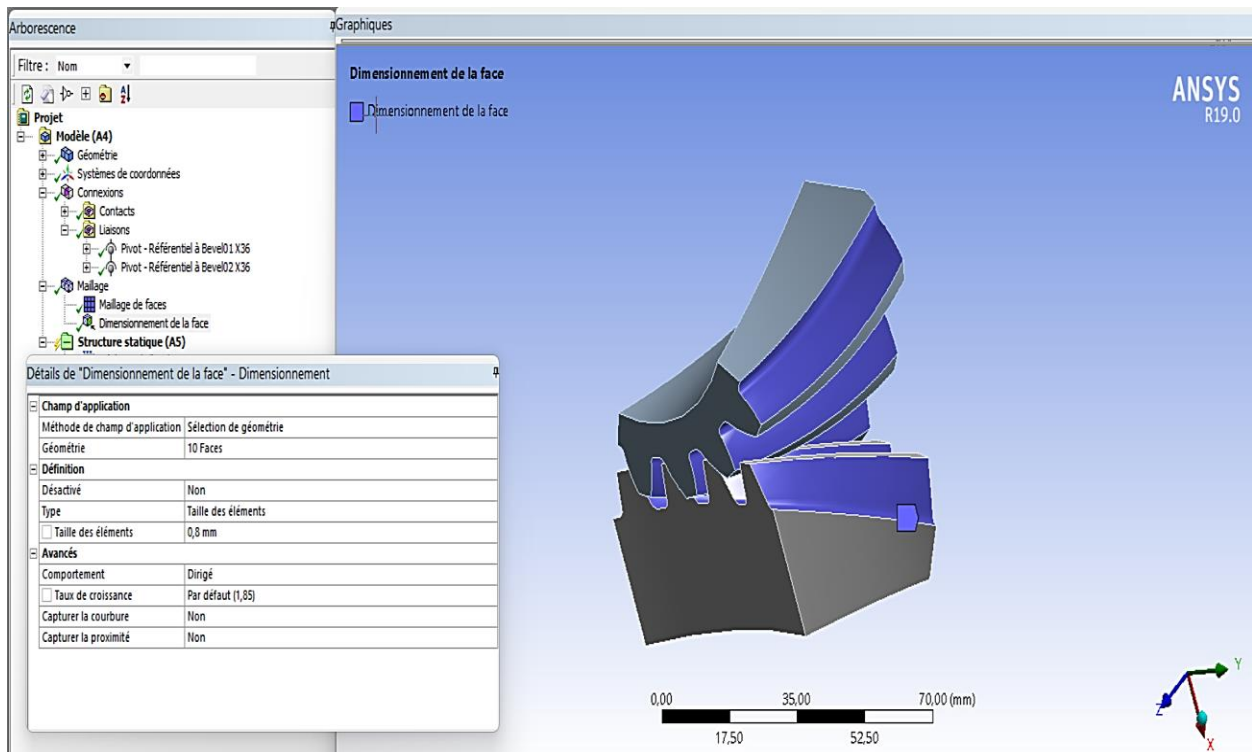 Arborescence
Filtre : Nom
Projet
Modèle (A4)
Géométrie
Systèmes de coordonnées
Connexions
Contacts
Liaisons
Pivot - Référentiel à Bevel01 X36
Pivot - Référentiel à Bevel02 X36
Maillage
Maillage de faces
Dimensionnement de la face
Structure statique (A5)
Détails de "Dimensionnement de la face" - Dimensionnement
Champ d'application
Méthode de champ d'application Sélection de géométrie
Géométrie 10 Faces
Définition
Désactivé Non
Type Taille des éléments
Taille des éléments 0,8 mm
Avancés
Comportement Dirigé
Taux de croissance Par défaut (1,85)
Capturer la courbure Non
Capturer la proximité Non
Graphiques
Dimensionnement de la face
Dimensionnement de la face
ANSYS
R19.0
0,00 35,00 70,00 (mm)
17,50 52,50
Y
Z
X